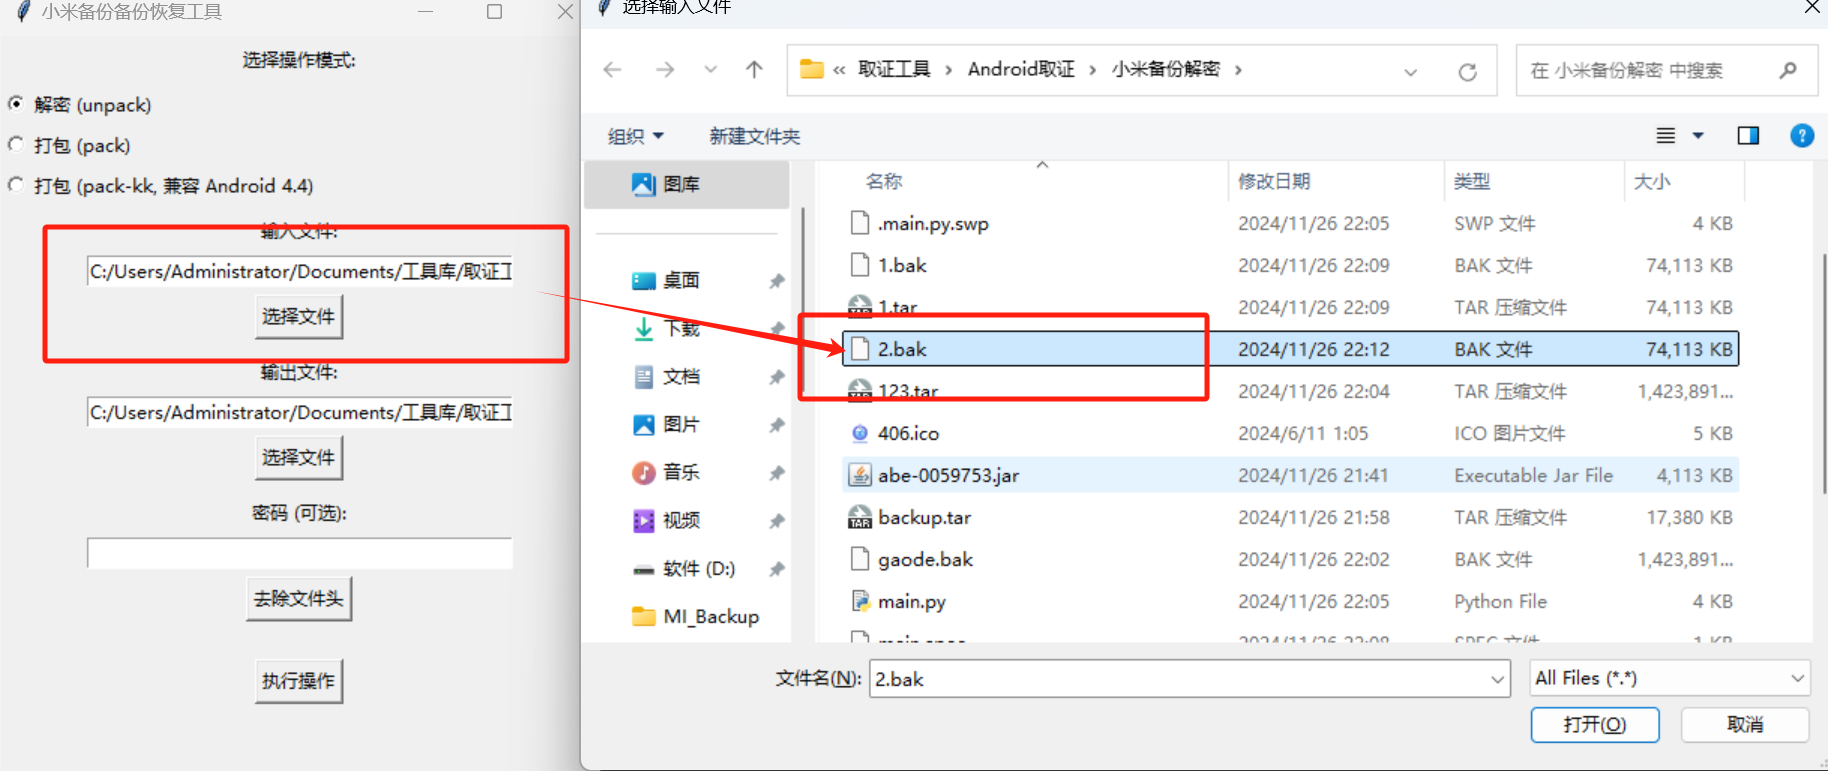 小米备份备份恢复工具
选择操作模式:
解密 (unpack)
打包 (pack)
打包 (pack-kk, 兼容 Android 4.4)
输入文件:
C:/Users/Administrator/Documents/工具库/取证工
选择文件
输出文件:
C:/Users/Administrator/Documents/工具库/取证工
选择文件
密码 (可选):
去除文件头
执行操作
选择输入文件
« 取证工具 › Android取证 › 小米备份解密 ›
在 小米备份解密 中搜索
组织 新建文件夹
图库
桌面
下载
文档
图片
音乐
视频
软件 (D:)
MI_Backup
名称 修改日期 类型 大小
.main.py.swp 2024/11/26 22:05 SWP 文件 4 KB
1.bak 2024/11/26 22:09 BAK 文件 74,113 KB
1.tar 2024/11/26 22:09 TAR 压缩文件 74,113 KB
2.bak 2024/11/26 22:12 BAK 文件 74,113 KB
123.tar 2024/11/26 22:04 TAR 压缩文件 1,423,891...
406.ico 2024/6/11 1:05 ICO 图片文件 5 KB
abe-0059753.jar 2024/11/26 21:41 Executable Jar File 4,113 KB
backup.tar 2024/11/26 21:58 TAR 压缩文件 17,380 KB
gaode.bak 2024/11/26 22:02 BAK 文件 1,423,891...
main.py 2024/11/26 22:05 Python File 4 KB
main.spec 2024/11/26 22:08 SPEC 文件 1 KB
文件名(N): 2.bak
All Files (*.*)
打开(O) 取消